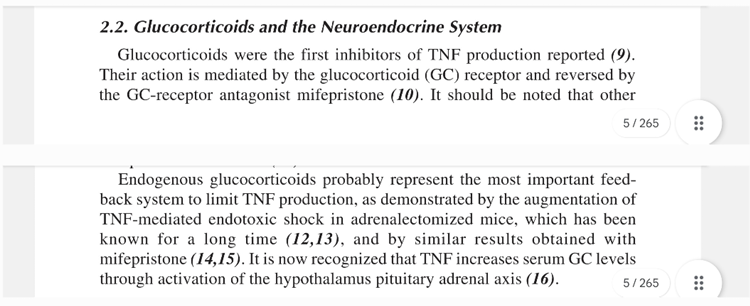 2.2. Glucocorticoids and the Neuroendocrine System
Glucocorticoids were the first inhibitors of TNF production reported (9).
Their action is mediated by the glucocorticoid (GC) receptor and reversed by
the GC-receptor antagonist mifepristone (10). It should be noted that other
5/265
Endogenous glucocorticoids probably represent the most important feed-
back system to limit TNF production, as demonstrated by the augmentation of
TNF-mediated endotoxic shock in adrenalectomized mice, which has been
known for a long time (12,13), and by similar results obtained with
mifepristone (14,15). It is now recognized that TNF increases serum GC levels
through activation of the hypothalamus pituitary adrenal axis (16).
5/265